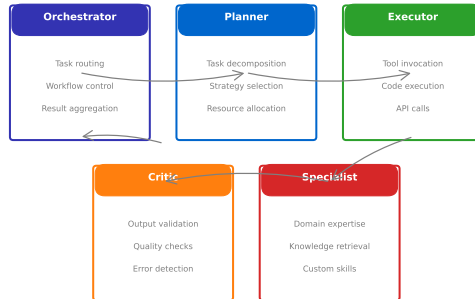 Orchestrator
Task routing
Workflow control
Result aggregation
Planner
Task decomposition
Strategy selection
Resource allocation
Executor
Tool invocation
Code execution
API calls
Critic
Output validation
Quality checks
Error detection
Specialist
Domain expertise
Knowledge retrieval
Custom skills